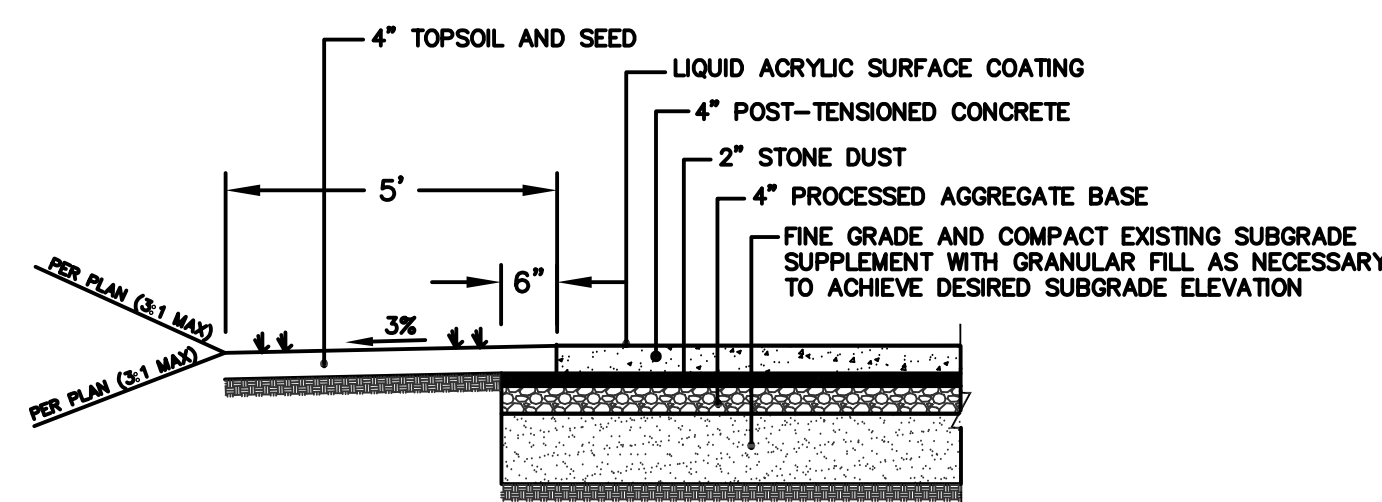 4" TOPSOIL AND SEED
LIQUID ACRYLIC SURFACE COATING
4" POST-TENSIONED CONCRETE
2" STONE DUST
5'
4" PROCESSED AGGREGATE BASE
FINE GRADE AND COMPACT EXISTING SUBGRADE
SUPPLEMENT WITH GRANULAR FILL AS NECESSARY
TO ACHIEVE DESIRED SUBGRADE ELEVATION
6"
PER PLAN (3:1 MAX)
3%
PER PLAN (3:1 MAX)